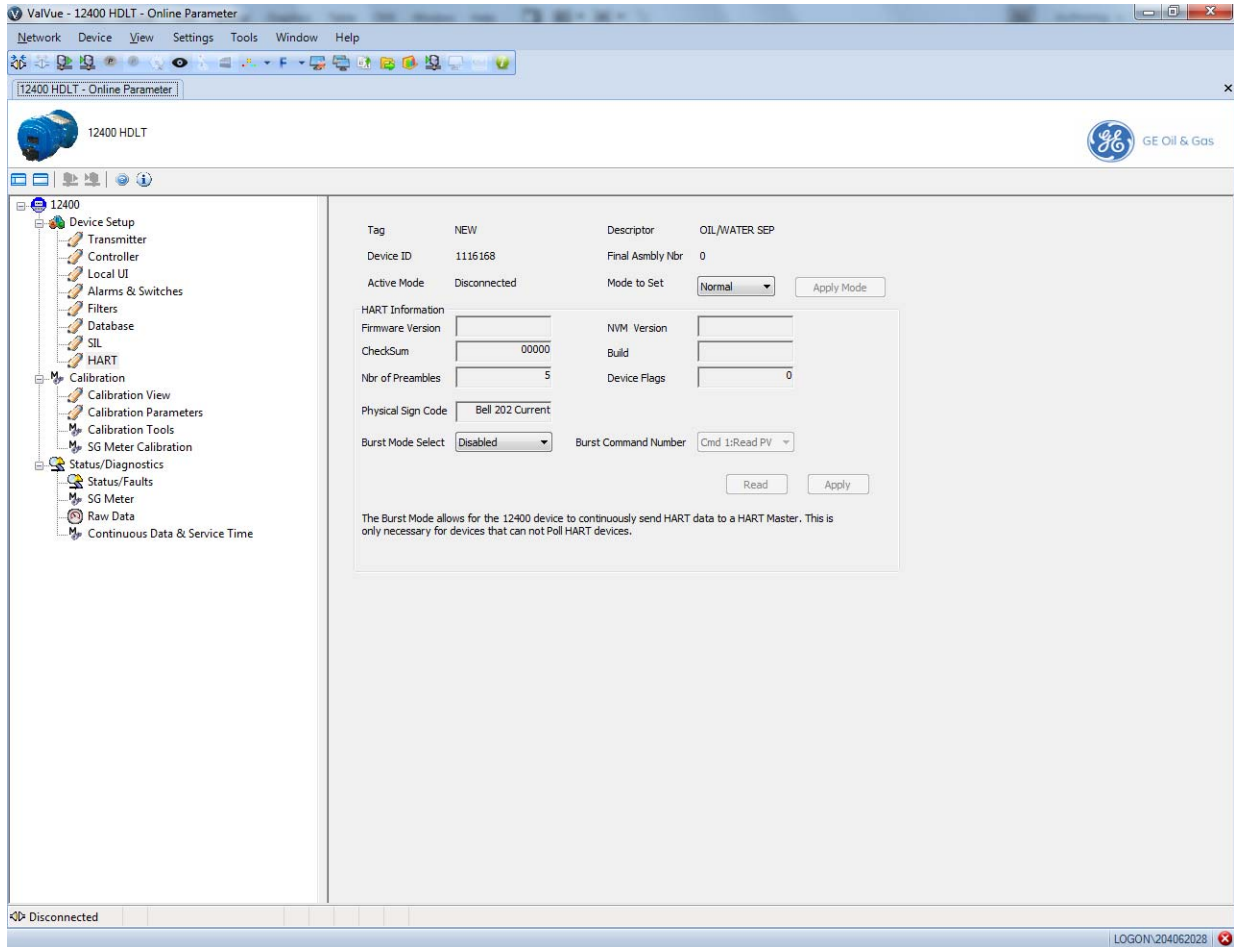 ValVue - 12400 HDLT - Online Parameter
Network Device View Settings Tools Window Help
F
12400 HDLT - Online Parameter
12400 HDLT
GE Oil & Gas
12400
Device Setup
Transmitter
Controller
Local UI
Alarms & Switches
Filters
Database
SIL
HART
Calibration
Calibration View
Calibration Parameters
Calibration Tools
SG Meter Calibration
Status/Diagnostics
Status/Faults
SG Meter
Raw Data
Continuous Data & Service Time
Tag NEW Descriptor OIL/WATER SEP
Device ID 1116168 Final Asmbly Nbr 0
Active Mode Disconnected Mode to Set Normal Apply Mode
HART Information
Firmware Version NVM Version
CheckSum 00000 Build
Nbr of Preambles 5 Device Flags 0
Physical Sign Code Bell 202 Current
Burst Mode Select Disabled Burst Command Number Cmd 1:Read PV
Read Apply
The Burst Mode allows for the 12400 device to continuously send HART data to a HART Master. This is
only necessary for devices that can not Poll HART devices.
Disconnected
LOGON\204062028